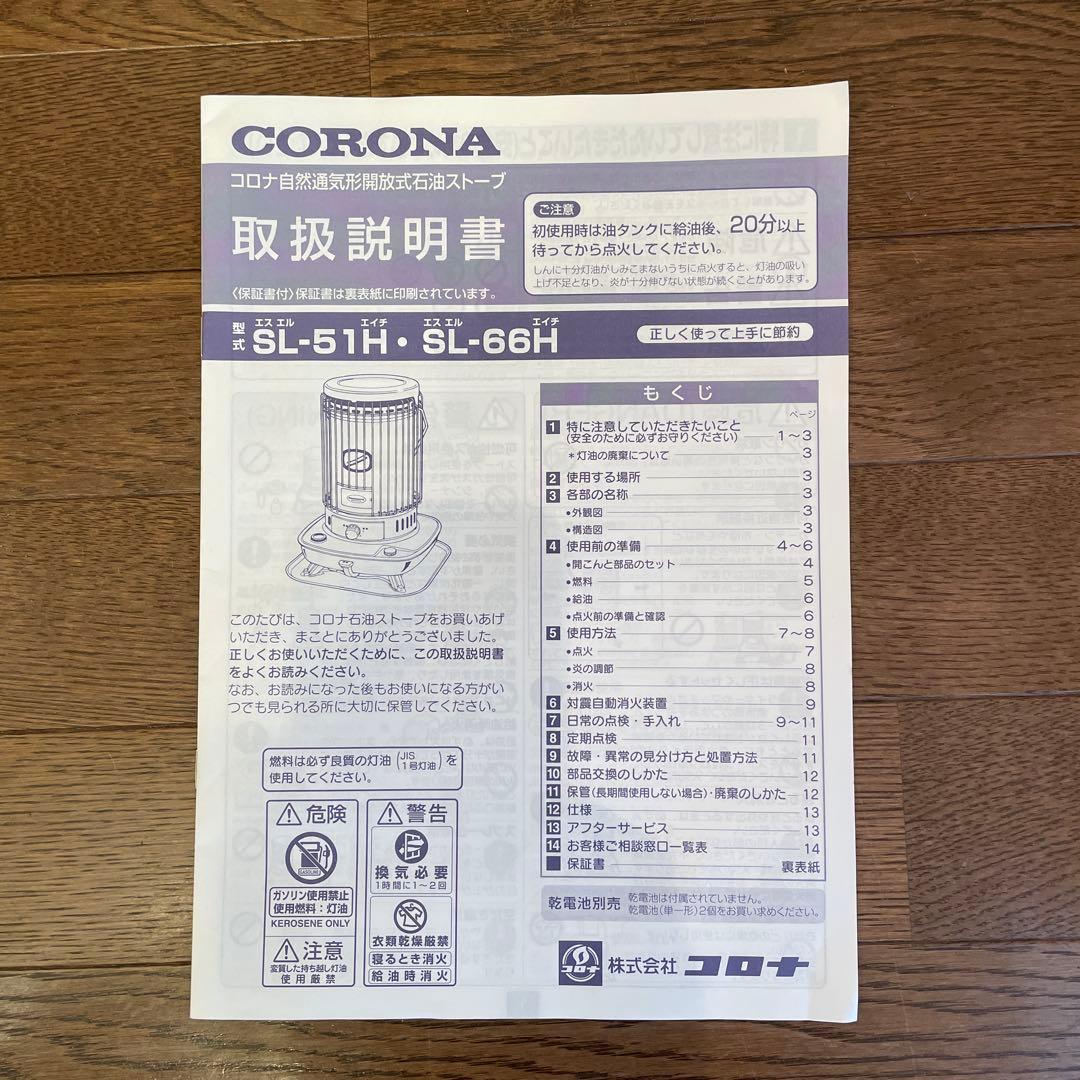 CORONA
コロナ自然通気形開放式石油ストーブ
取扱説明書
〈保証書付〉保証書は裏表紙に印刷されています。
ご注意
初使用時は油タンクに給油後、20分以上
待ってから点火してください。
しんに十分灯油がしみこまないうちに点火すると、灯油の吸い
上げ不足となり、炎が十分伸びない状態が続くことがあります。
型式 SL-51H・SL-66H
エス エル エイチ エス エル エイチ
正しく使って上手に節約
もくじ
ページ
1 特に注意していただきたいこと
(安全のために必ずお守りください) 1〜3
*灯油の廃棄について 3
2 使用する場所 3
3 各部の名称 3
•外観図 3
•構造図 3
4 使用前の準備 4〜6
•開こんと部品のセット 4
•燃料 5
•給油 6
•点火前の準備と確認 6
5 使用方法 7〜8
•点火 7
•炎の調節 8
•消火 8
6 対震自動消火装置 9
7 日常の点検・手入れ 9〜11
8 定期点検 11
9 故障・異常の見分け方と処置方法 11
10 部品交換のしかた 12
11 保管(長期間使用しない場合)・廃棄のしかた 12
12 仕様 13
13 アフターサービス 13
14 お客様ご相談窓口一覧表 14
■ 保証書 裏表紙
このたびは、コロナ石油ストーブをお買いあげ
いただき、まことにありがとうございました。
正しくお使いいただくために、この取扱説明書
をよくお読みください。
なお、お読みになった後もお使いになる方がい
つでも見られる所に大切に保管してください。
燃料は必ず良質の灯油(JIS 1号灯油)を
使用してください。
危険
GASOLINE
ガソリン使用禁止
使用燃料：灯油
KEROSENE ONLY
注意
変質した持ち越し灯油
使用厳禁
警告
換気必要
1時間に1〜2回
衣類乾燥厳禁
寝るとき消火
給油時消火
乾電池別売
乾電池は付属されていません。
乾電池(単一形)2個をお買い求めください。
コロナ
株式会社 コロナ